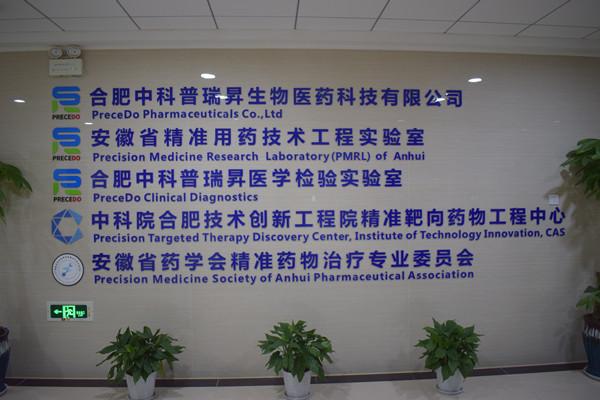 合肥中科普瑞昇生物医药科技有限公司
PRECEDO
PreceDo Pharmaceuticals Co.,Ltd
安徽省精准用药技术工程实验室
PRECEDO
Precision Medicine Research Laboratory(PMRL) of Anhui
合肥中科普瑞昇医学检验实验室
PRECEDO
PreceDo Clinical Diagnostics
中科院合肥技术创新工程院精准靶向药物工程中心
Precision Targeted Therapy Discovery Center, Institute of Technology Innovation, CAS
安徽省药学会精准药物治疗专业委员会
Precision Medicine Society of Anhui Pharmaceutical Association